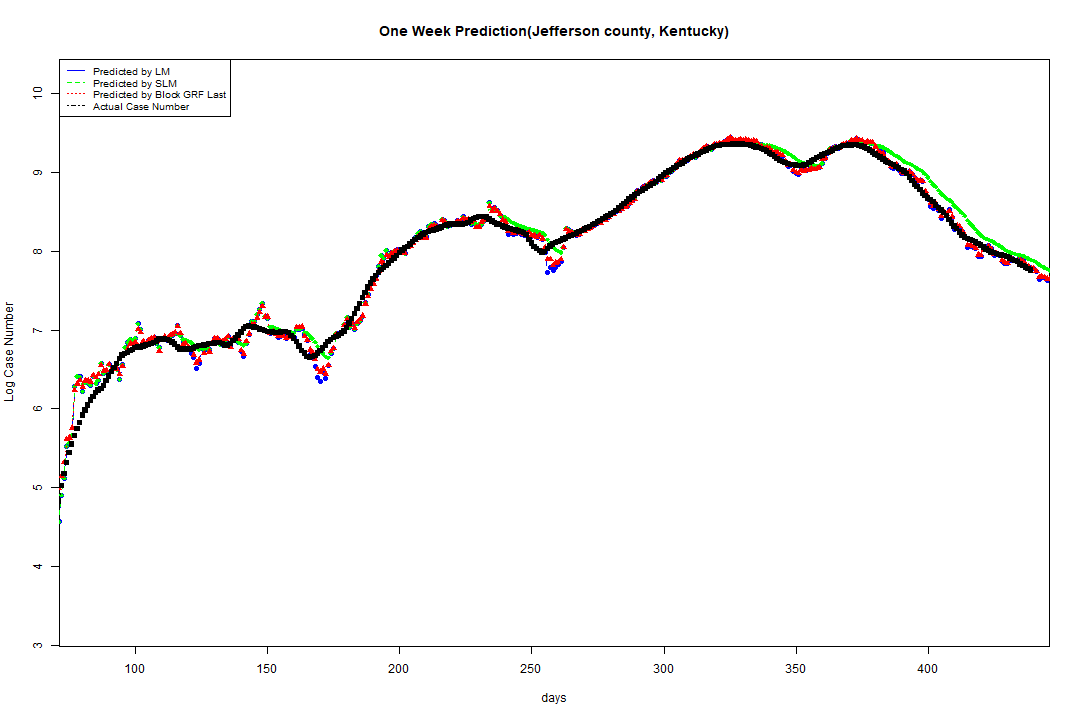 One Week Prediction(Jefferson county, Kentucky)
Predicted by LM
Predicted by SLM
Predicted by Block GRF Last
Actual Case Number
10
9
8
7
6
5
4
3
Log Case Number
100 150 200 250 300 350 400
days